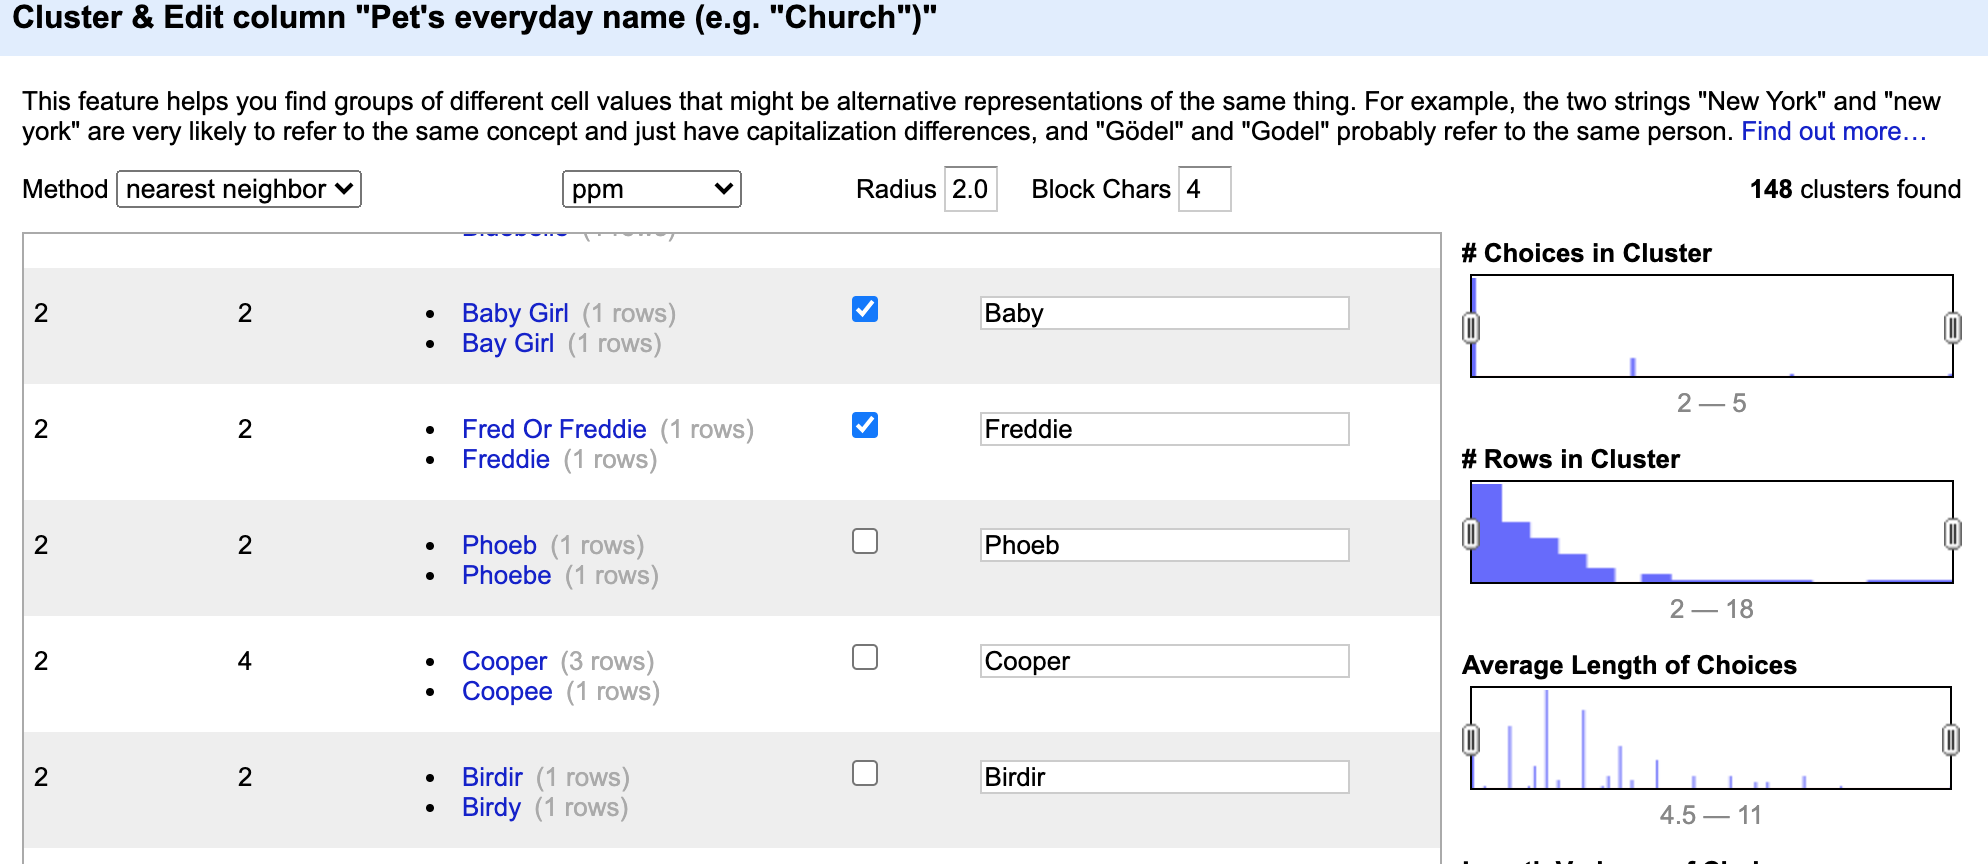 Cluster & Edit column "Pet's everyday name (e.g. "Church")"
This feature helps you find groups of different cell values that might be alternative representations of the same thing. For example, the two strings "New York" and "new
york" are very likely to refer to the same concept and just have capitalization differences, and "Gödel" and "Godel" probably refer to the same person. Find out more…
Method nearest neighbor ppm Radius 2.0 Block Chars 4 148 clusters found
2 2 • Baby Girl (1 rows) Baby
• Bay Girl (1 rows)
2 2 • Fred Or Freddie (1 rows) Freddie
• Freddie (1 rows)
2 2 • Phoeb (1 rows) Phoeb
• Phoebe (1 rows)
2 4 • Cooper (3 rows) Cooper
• Coopee (1 rows)
2 2 • Birdir (1 rows) Birdir
• Birdy (1 rows)
# Choices in Cluster
2 — 5
# Rows in Cluster
2 — 18
Average Length of Choices
4.5 — 11